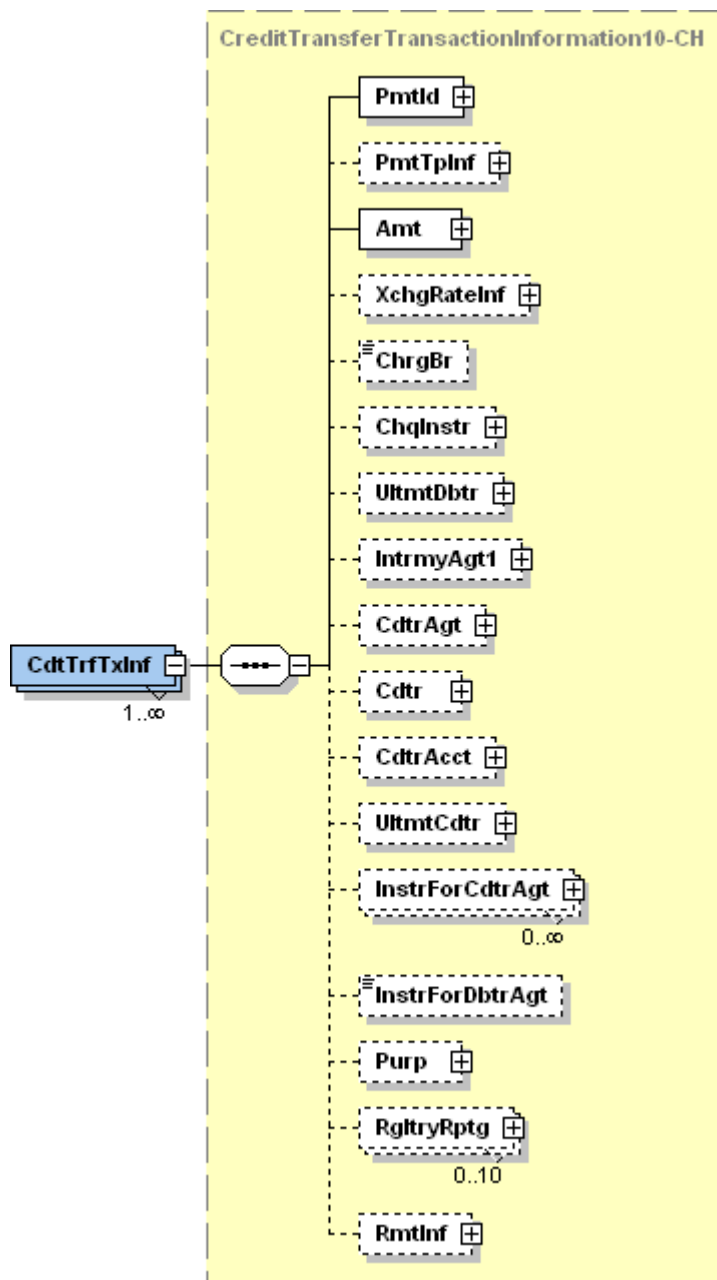 CreditTransferTransactionInformation10-CH
PmtId
PmtTpInf
Amt
XchgRateInf
ChrgBr
ChqInstr
UltmtDbtr
IntrmyAgt1
CdtrAgt
CdtTrfTxInf
1..∞
Cdtr
CdtrAcct
UltmtCdtr
InstrForCdtrAgt
0..∞
InstrForDbtrAgt
Purp
RgltryRptg
0..10
RmtInf